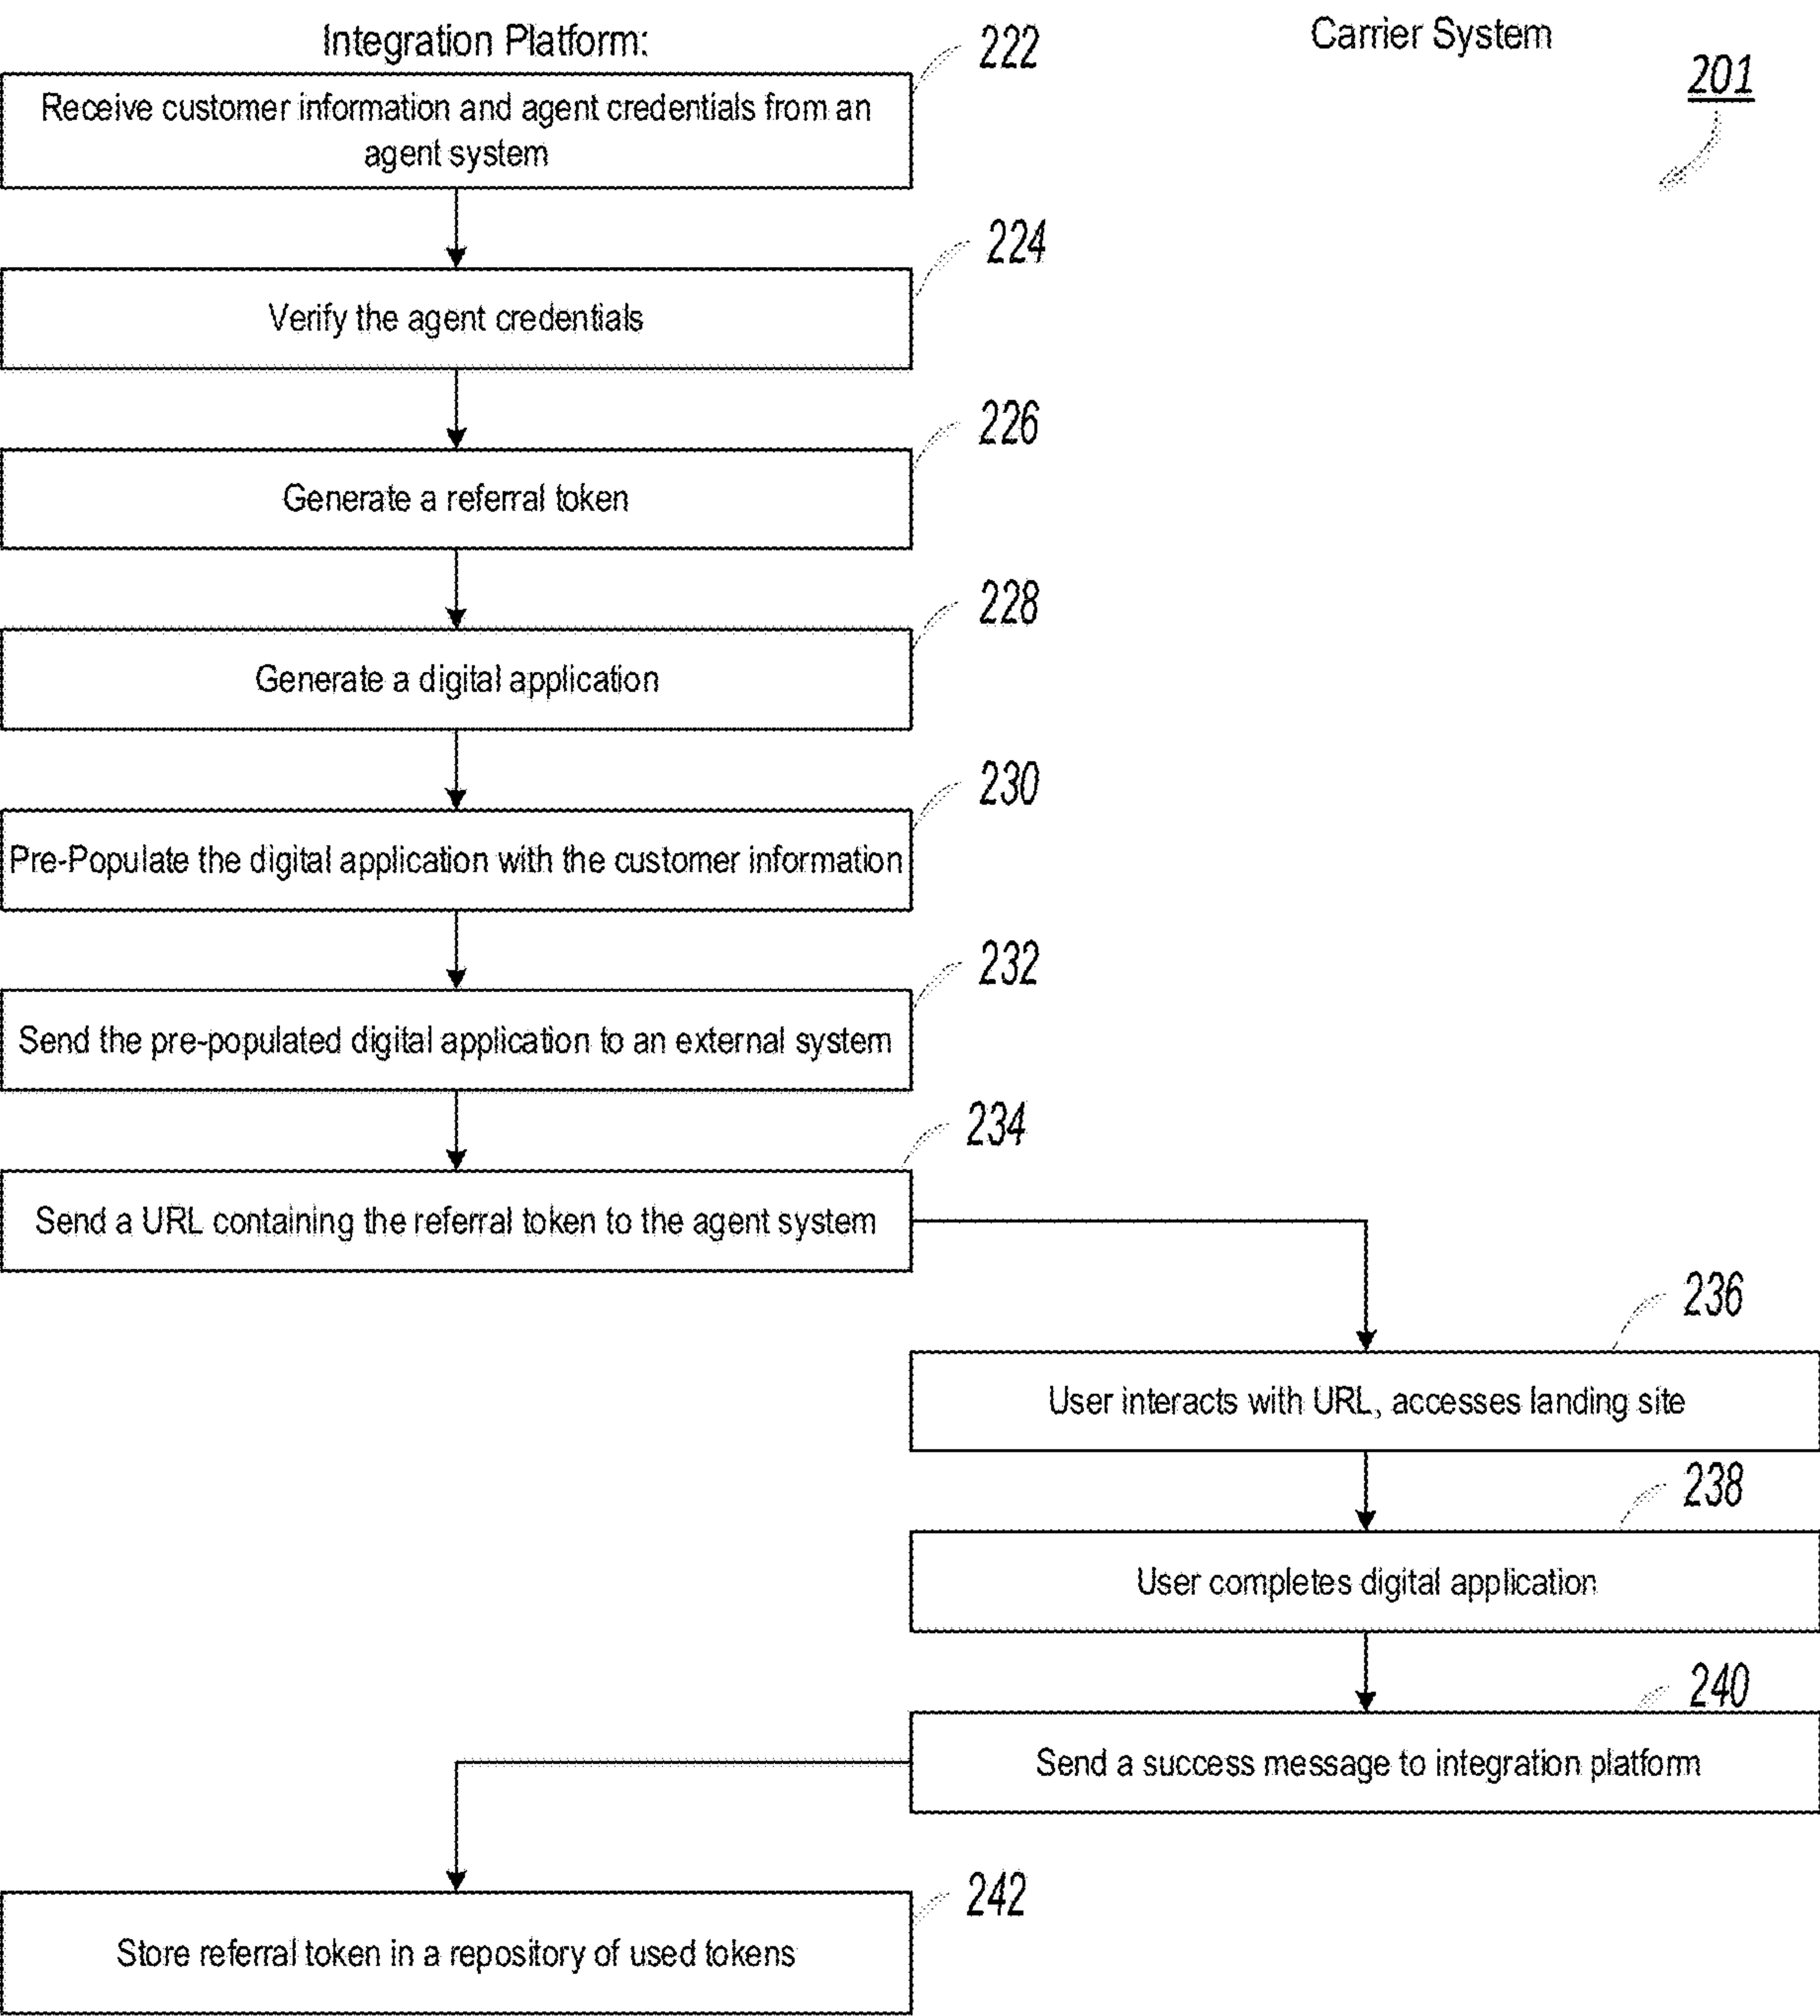 Integration Platform:
Carrier System
201
222
Receive customer information and agent credentials from an
agent system
224
Verify the agent credentials
226
Generate a referral token
228
Generate a digital application
230
Pre-Populate the digital application with the customer information
232
Send the pre-populated digital application to an external system
234
Send a URL containing the referral token to the agent system
236
User interacts with URL, accesses landing site
238
User completes digital application
240
Send a success message to integration platform
242
Store referral token in a repository of used tokens